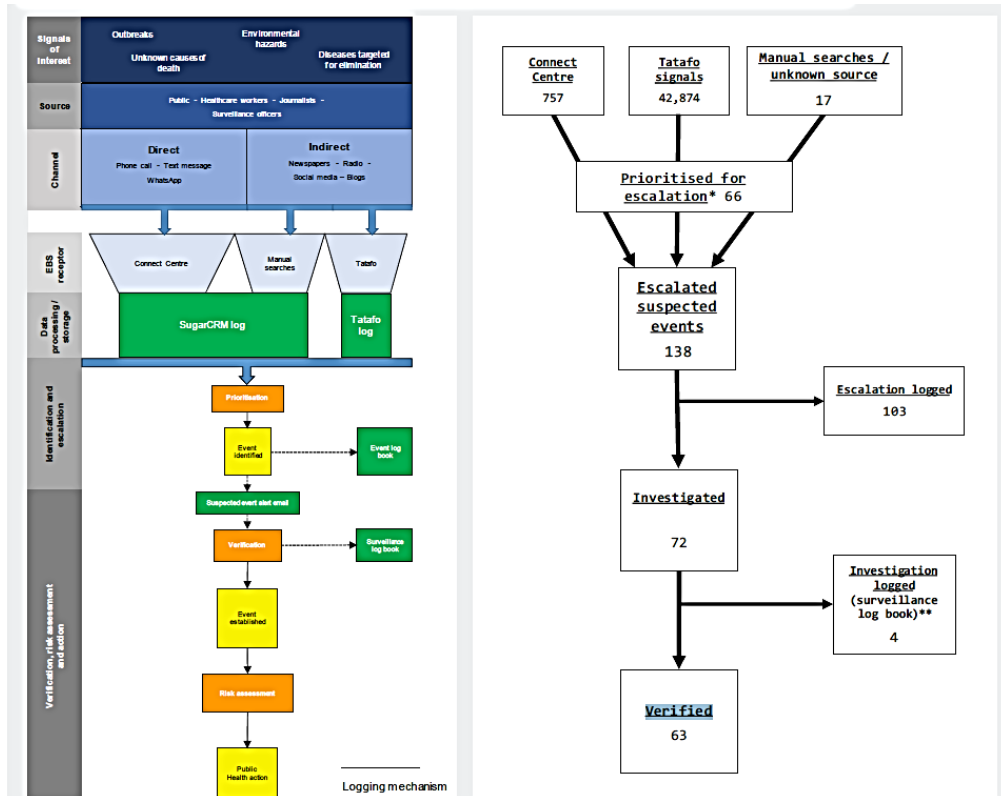 Signals
of
Interest
Outbreaks
Environmental
hazards
Unknown causes of
death
Diseases targeted
for elimination
Source
Public - Healthcare workers - Journalists -
Surveillance officers
Channel
Direct
Phone call - Text message
WhatsApp
Indirect
Newspapers - Radio -
Social media - Blogs
EBS
receptor
Connect Centre
Manual
searches
Tatafo
Data
processing /
storage
SugarCRM log
Tatafo
log
Identification and
escalation
Prioritisation
Event
identified
Event log
book
Verification, risk assessment
and action
Suspected event alert email
Verification
Surveillance
log book
Event
established
Risk assessment
Public
Health action
Logging mechanism
Connect
Centre
757
Tatafo
signals
42,874
Manual searches /
unknown source
17
Prioritised for
escalation* 66
Escalated
suspected
events
138
Escalation logged
103
Investigated
72
Investigation
logged
(surveillance
log book)**
4
Verified
63